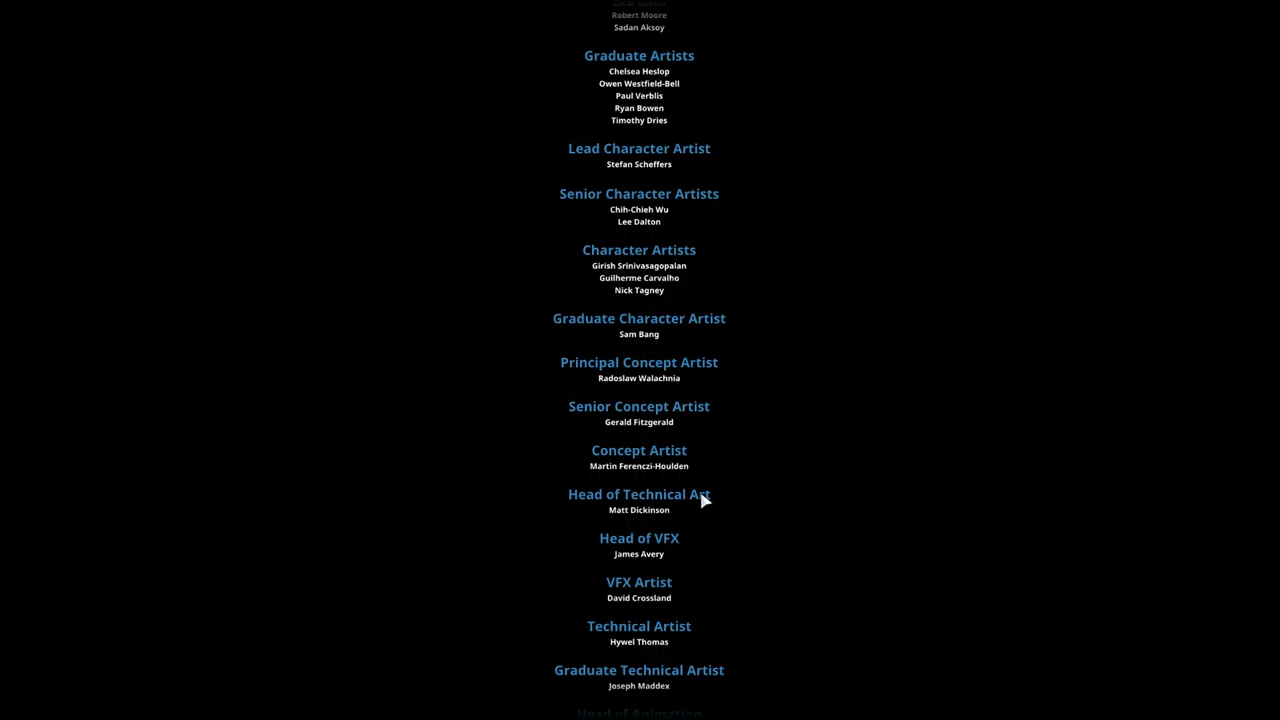 Robert Moore
Sadan Aksoy
Graduate Artists
Chelsea Heslop
Owen Westfield-Bell
Paul Verblis
Ryan Bowen
Timothy Dries
Lead Character Artist
Stefan Scheffers
Senior Character Artists
Chih-Chieh Wu
Lee Dalton
Character Artists
Girish Srinivasagopalan
Guilherme Carvalho
Nick Tagney
Graduate Character Artist
Sam Bang
Principal Concept Artist
Radoslaw Walachnia
Senior Concept Artist
Gerald Fitzgerald
Concept Artist
Martin Ferenczi-Houlden
Head of Technical Art
Matt Dickinson
Head of VFX
James Avery
VFX Artist
David Crossland
Technical Artist
Hywel Thomas
Graduate Technical Artist
Joseph Maddex
Head of Animation